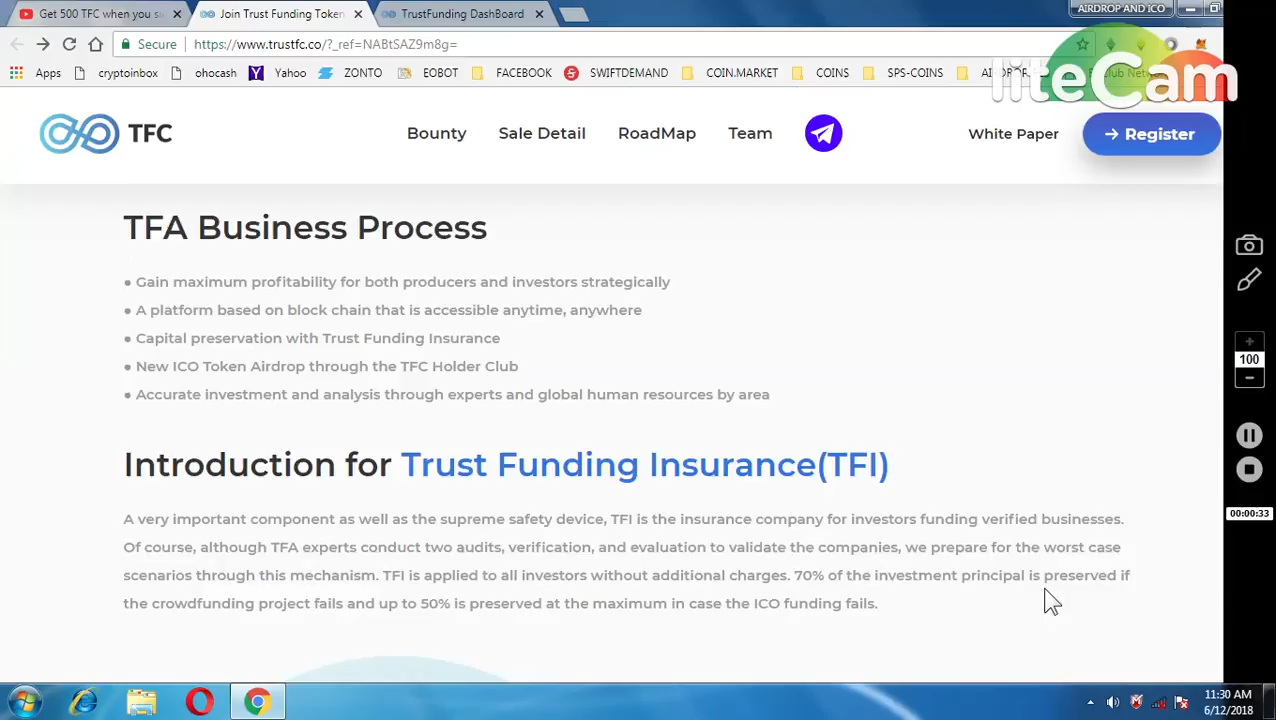 Get 500 TFC when you s
Join Trust Funding Token
TrustFunding DashBoard
AIRDROP AND ICO
Secure
https://www.trustfc.co/?_ref=NARtSAZ9m8g=
Apps
cryptoinbox
ohocash
Yahoo
ZONTO
EOBOT
FACEBOOK
SWIFTDEMAND
COIN.MARKET
COINS
SPS-COINS
liteCam
TFC
Bounty
Sale Detail
RoadMap
Team
White Paper
→ Register
TFA Business Process
● Gain maximum profitability for both producers and investors strategically
● A platform based on block chain that is accessible anytime, anywhere
● Capital preservation with Trust Funding Insurance
● New ICO Token Airdrop through the TFC Holder Club
● Accurate investment and analysis through experts and global human resources by area
Introduction for Trust Funding Insurance(TFI)
A very important component as well as the supreme safety device, TFI is the insurance company for investors funding verified businesses.
Of course, although TFA experts conduct two audits, verification, and evaluation to validate the companies, we prepare for the worst case
scenarios through this mechanism. TFI is applied to all investors without additional charges. 70% of the investment principal is preserved if
the crowdfunding project fails and up to 50% is preserved at the maximum in case the ICO funding fails.
100
00:00:33
11:30 AM
6/12/2018